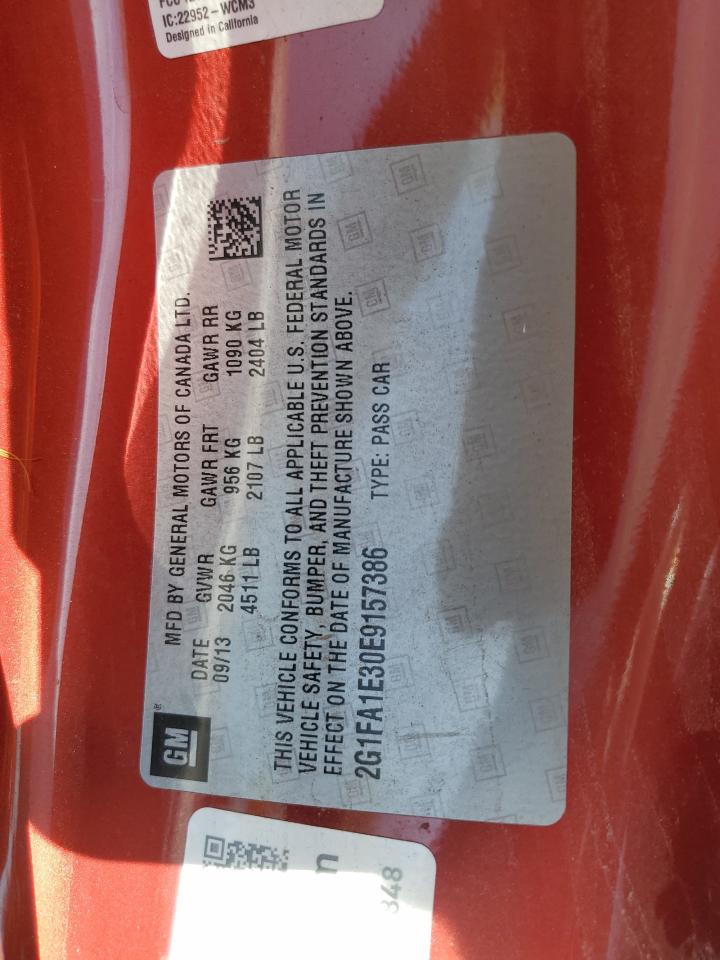 IC:22952-WCM3
Designed in California
GM
MFD BY GENERAL MOTORS OF CANADA LTD.
DATE GVWR GAWR FRT GAWR RR
09/13 2046 KG 956 KG 1090 KG
4511 LB 2107 LB 2404 LB
THIS VEHICLE CONFORMS TO ALL APPLICABLE U.S. FEDERAL MOTOR
VEHICLE SAFETY, BUMPER, AND THEFT PREVENTION STANDARDS IN
EFFECT ON THE DATE OF MANUFACTURE SHOWN ABOVE.
2G1FA1E30E9157386 TYPE: PASS CAR